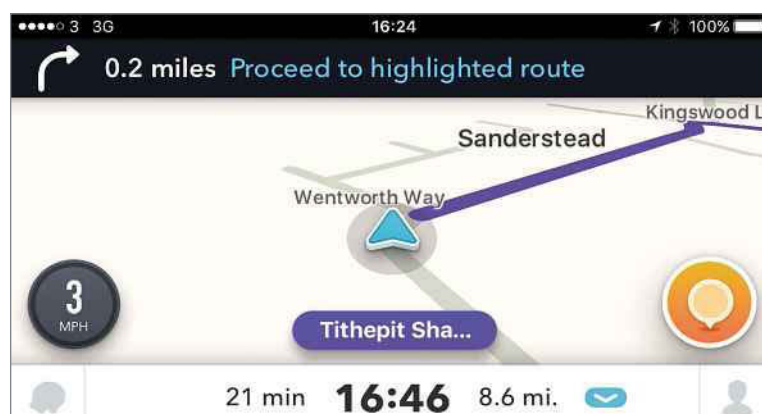 3 3G 16:24 100%
0.2 miles Proceed to highlighted route
Kingswood L
Sanderstead
Wentworth Way
3
MPH
Tithepit Sha...
21 min 16:46 8.6 mi.